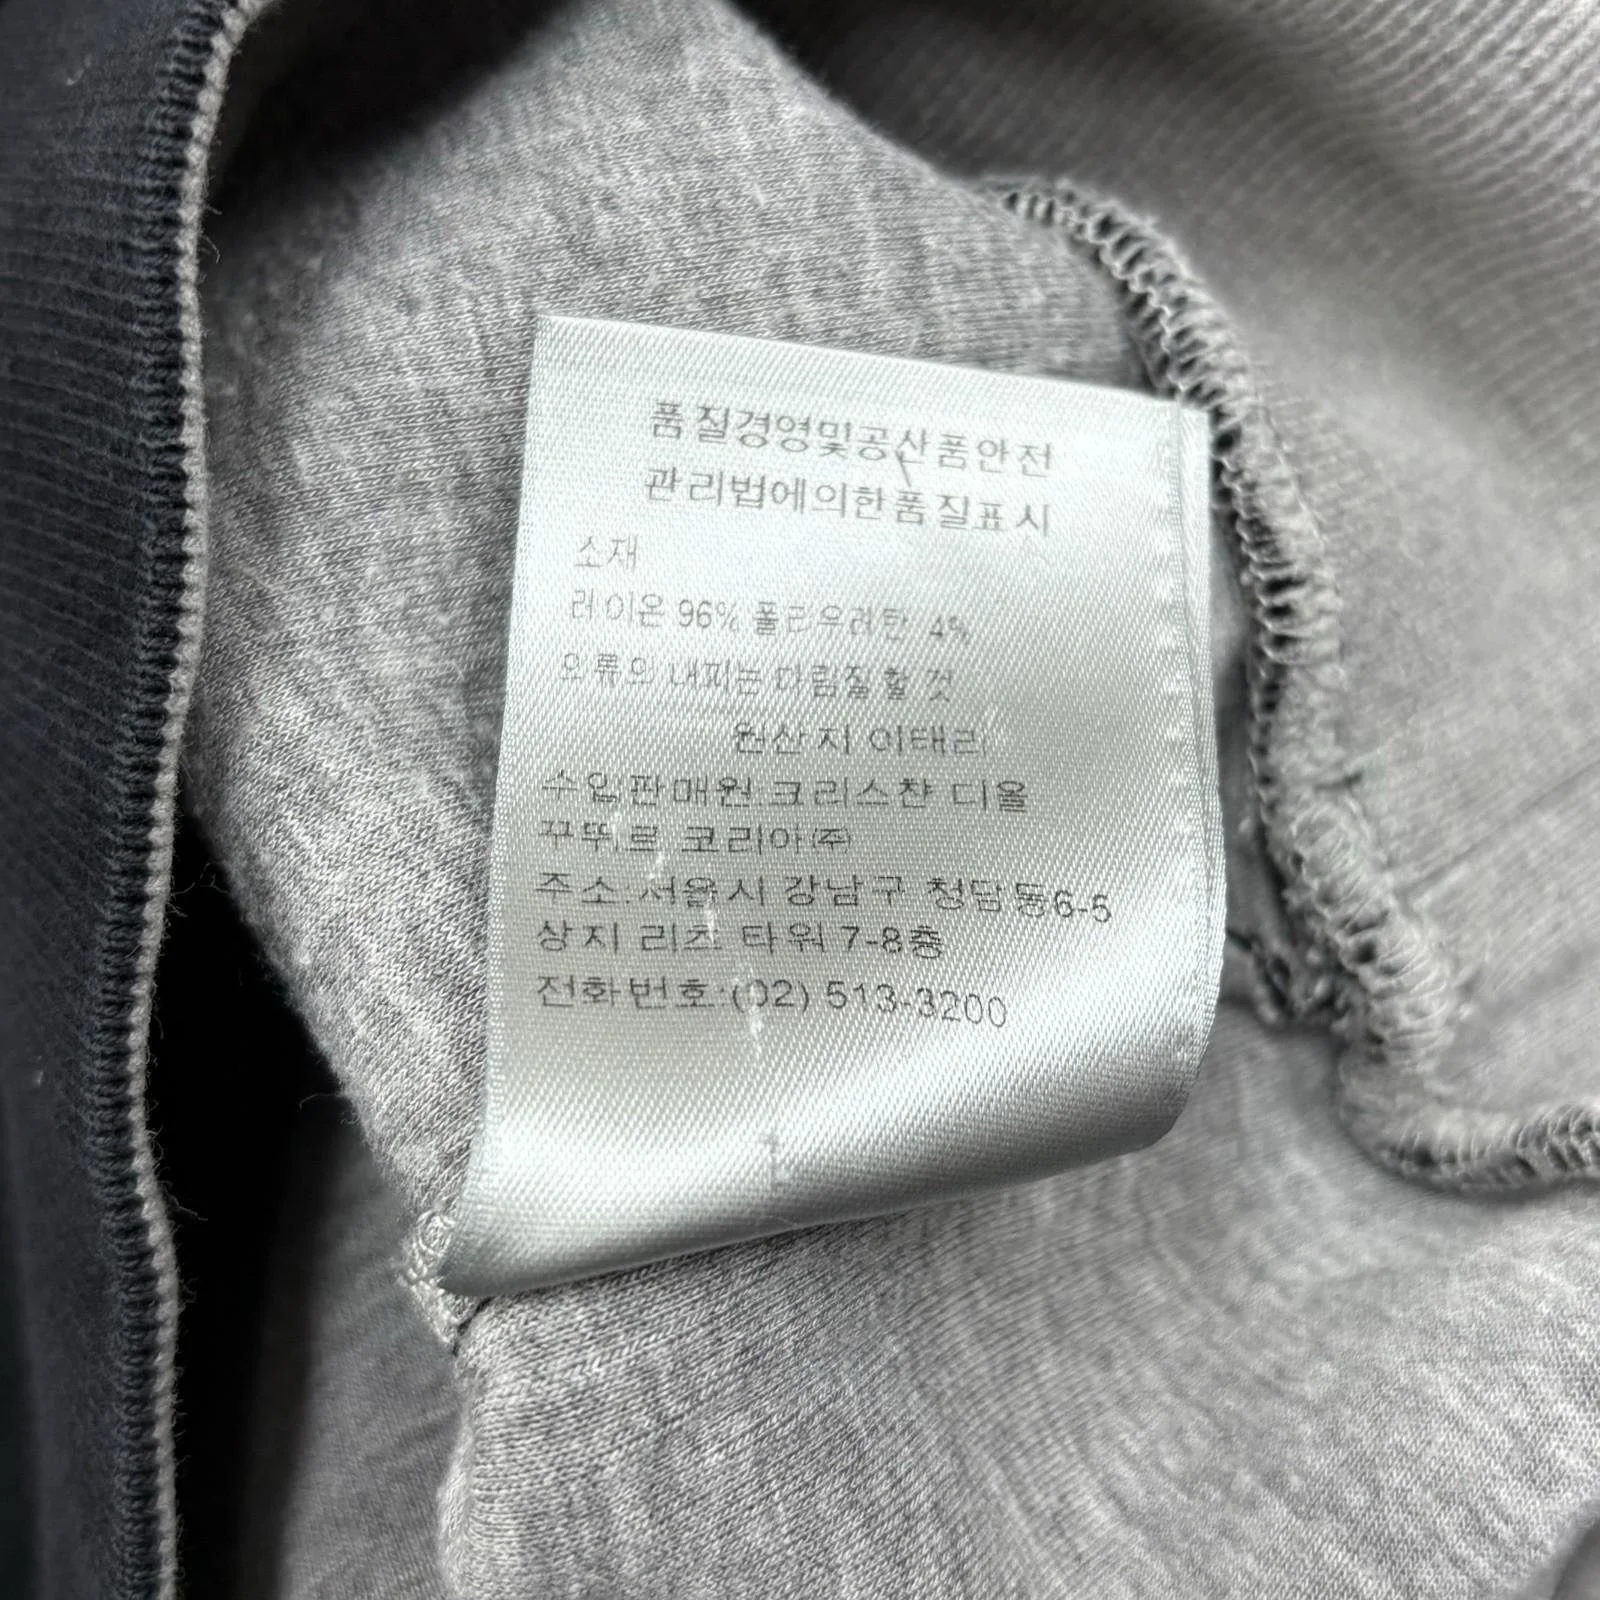 품질경영및공산품안전
관리법에의한품질표시
소재
레이온 96% 폴리우레탄 4%
의류의 내피는 다림질 할 것
원산지 이태리
수입판매원.크리스챤 디올
꾸뛰르 코리아(주)
주소:서울시 강남구 청담동6-5
상지 리츠 타워 7-8층
전화번호:(02) 513-3200